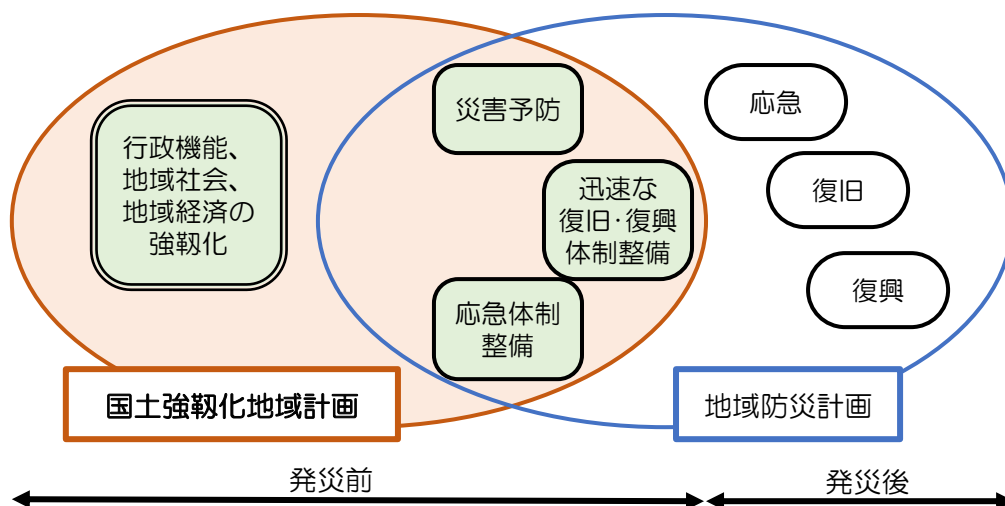 行政機能、
地域社会、
地域経済の
強靱化
災害予防
迅速な
復旧・復興
体制整備
応急体制
整備
応急
復旧
復興
国土強靱化地域計画
地域防災計画
発災前
発災後